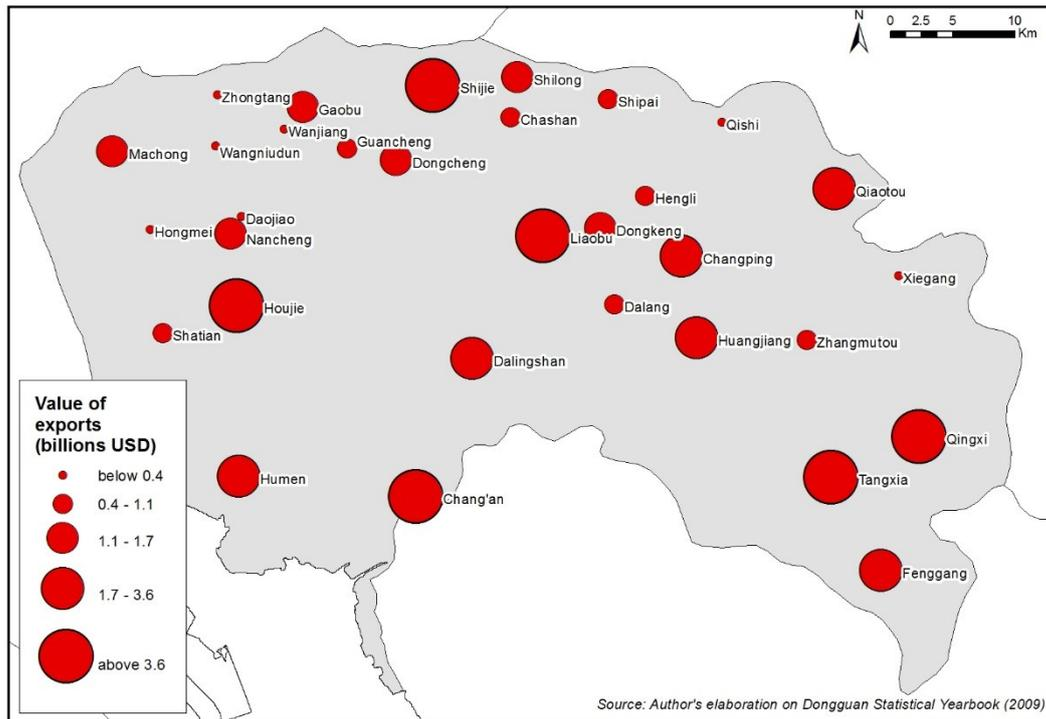 N
0 2.5 5 10
Km
Shijie
Shilong
Zhongtang
Gaobu
Shipai
Chashan
Qishi
Wanjiang
Guancheng
Wangniudun
Machong
Dongcheng
Qiaotou
Hengli
Daojiao
Hongmei
Nancheng
Liaobu
Dongkeng
Changping
Xiegang
Houjie
Dalang
Shatian
Huangjiang
Zhangmutou
Dalingshan
Value of
exports
(billions USD)
below 0.4
0.4 - 1.1
1.1 - 1.7
1.7 - 3.6
above 3.6
Qingxi
Humen
Tangxia
Chang'an
Fenggang
Source: Author's elaboration on Dongguan Statistical Yearbook (2009)